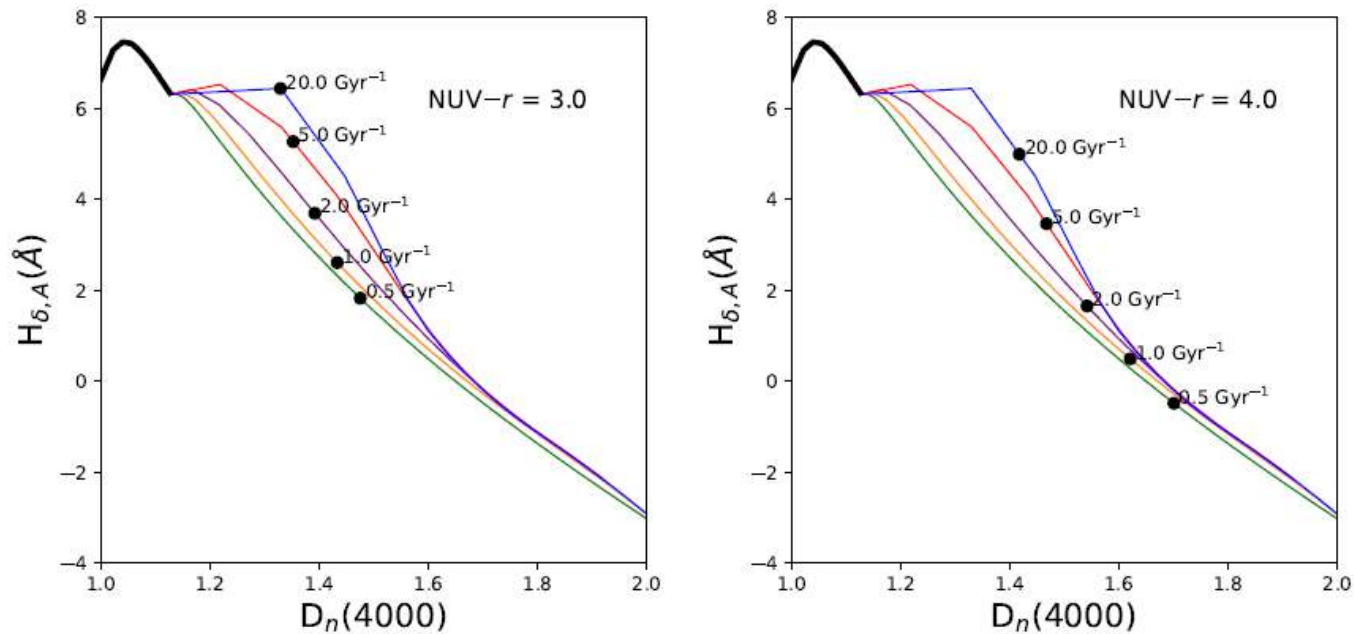 8
6
4
2
0
−2
−4
H_{δ,A}(Å)
20.0 Gyr⁻¹
5.0 Gyr⁻¹
2.0 Gyr⁻¹
1.0 Gyr⁻¹
0.5 Gyr⁻¹
NUV−r = 3.0
1.0 1.2 1.4 1.6 1.8 2.0
D_n(4000)
8
6
4
2
0
−2
−4
H_{δ,A}(Å)
NUV−r = 4.0
20.0 Gyr⁻¹
5.0 Gyr⁻¹
2.0 Gyr⁻¹
1.0 Gyr⁻¹
0.5 Gyr⁻¹
1.0 1.2 1.4 1.6 1.8 2.0
D_n(4000)